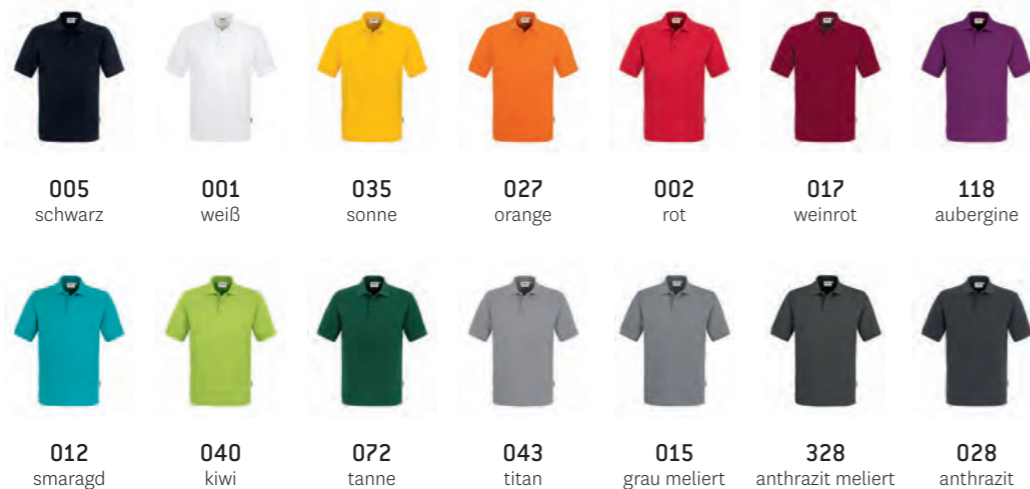 005 001 035 027 002 017 118
schwarz weiß sonne orange rot weinrot aubergine
012 040 072 043 015 328 028
smaragd kiwi tanne titan grau meliert anthrazit meliert anthrazit